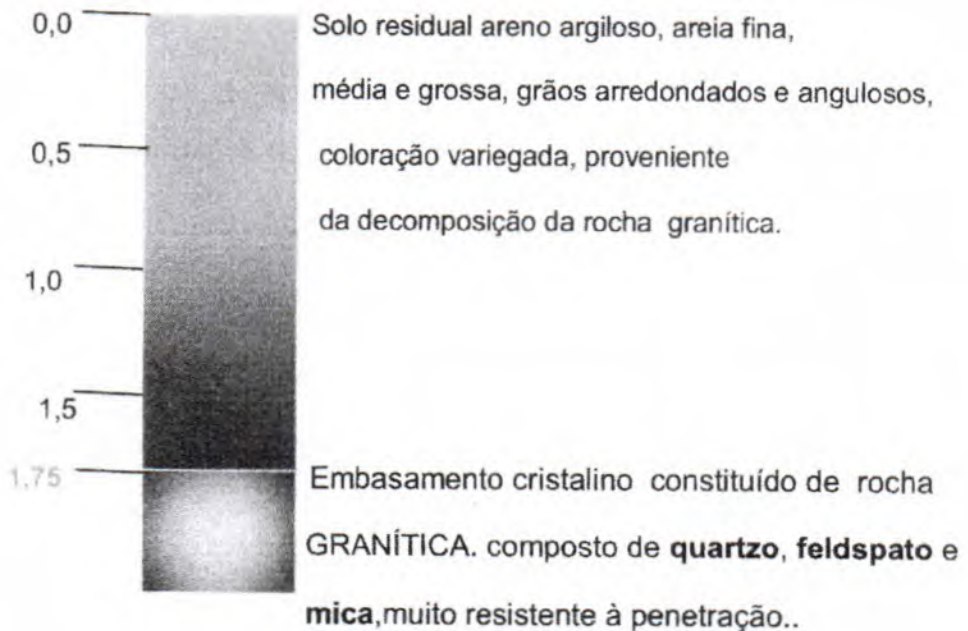 0,0 Solo residual areno argiloso, areia fina,
média e grossa, grãos arredondados e angulosos,
0,5 coloração variegada, proveniente
da decomposição da rocha granítica.
1,0
1,5
1,75 Embasamento cristalino constituído de rocha
GRANÍTICA. composto de quartzo, feldspato e
mica,muito resistente à penetração..